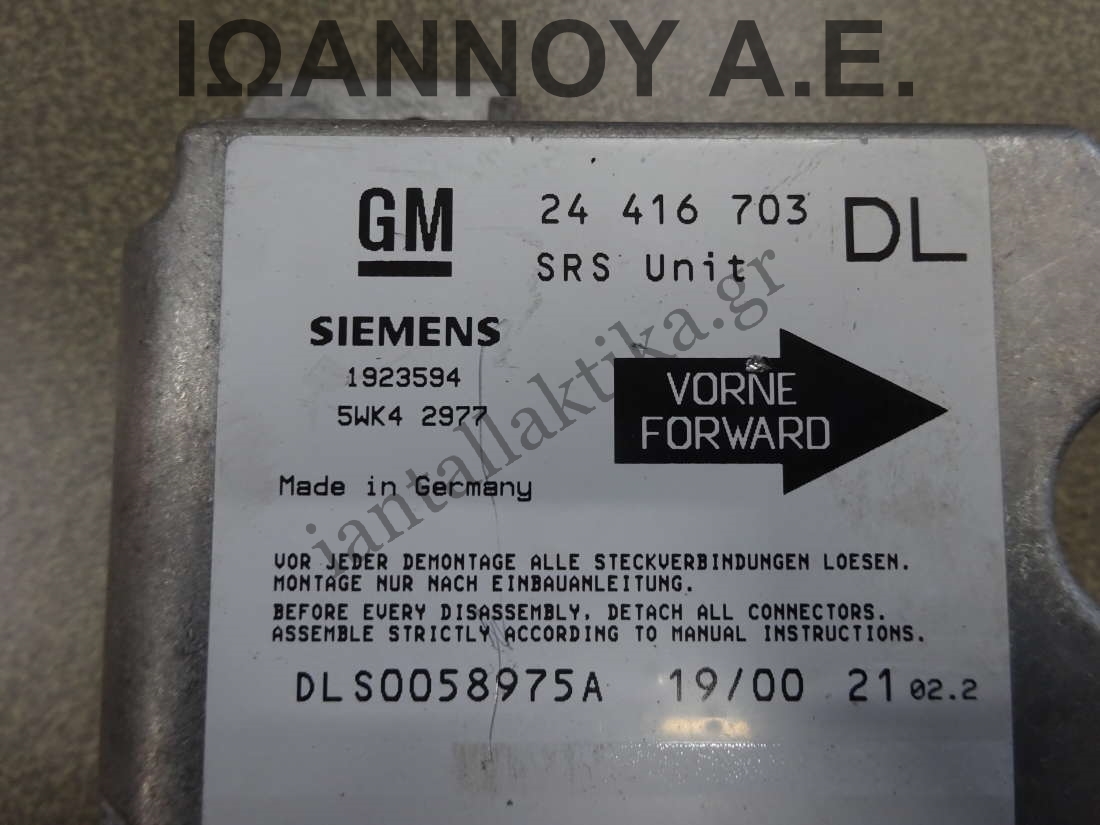 ΙΩΑΝΝΟΥ Α.Ε.
GM
24 416 703
DL
SRS Unit
SIEMENS
1923594
5WK4 2977
VORNE
FORWARD
Made in Germany
iantallaktika.gr
VOR JEDER DEMONTAGE ALLE STECKVERBINDUNGEN LOESEN.
MONTAGE NUR NACH EINBAUANLEITUNG.
BEFORE EVERY DISASSEMBLY, DETACH ALL CONNECTORS.
ASSEMBLE STRICTLY ACCORDING TO MANUAL INSTRUCTIONS.
DLS0058975A 19/00 21 02.2